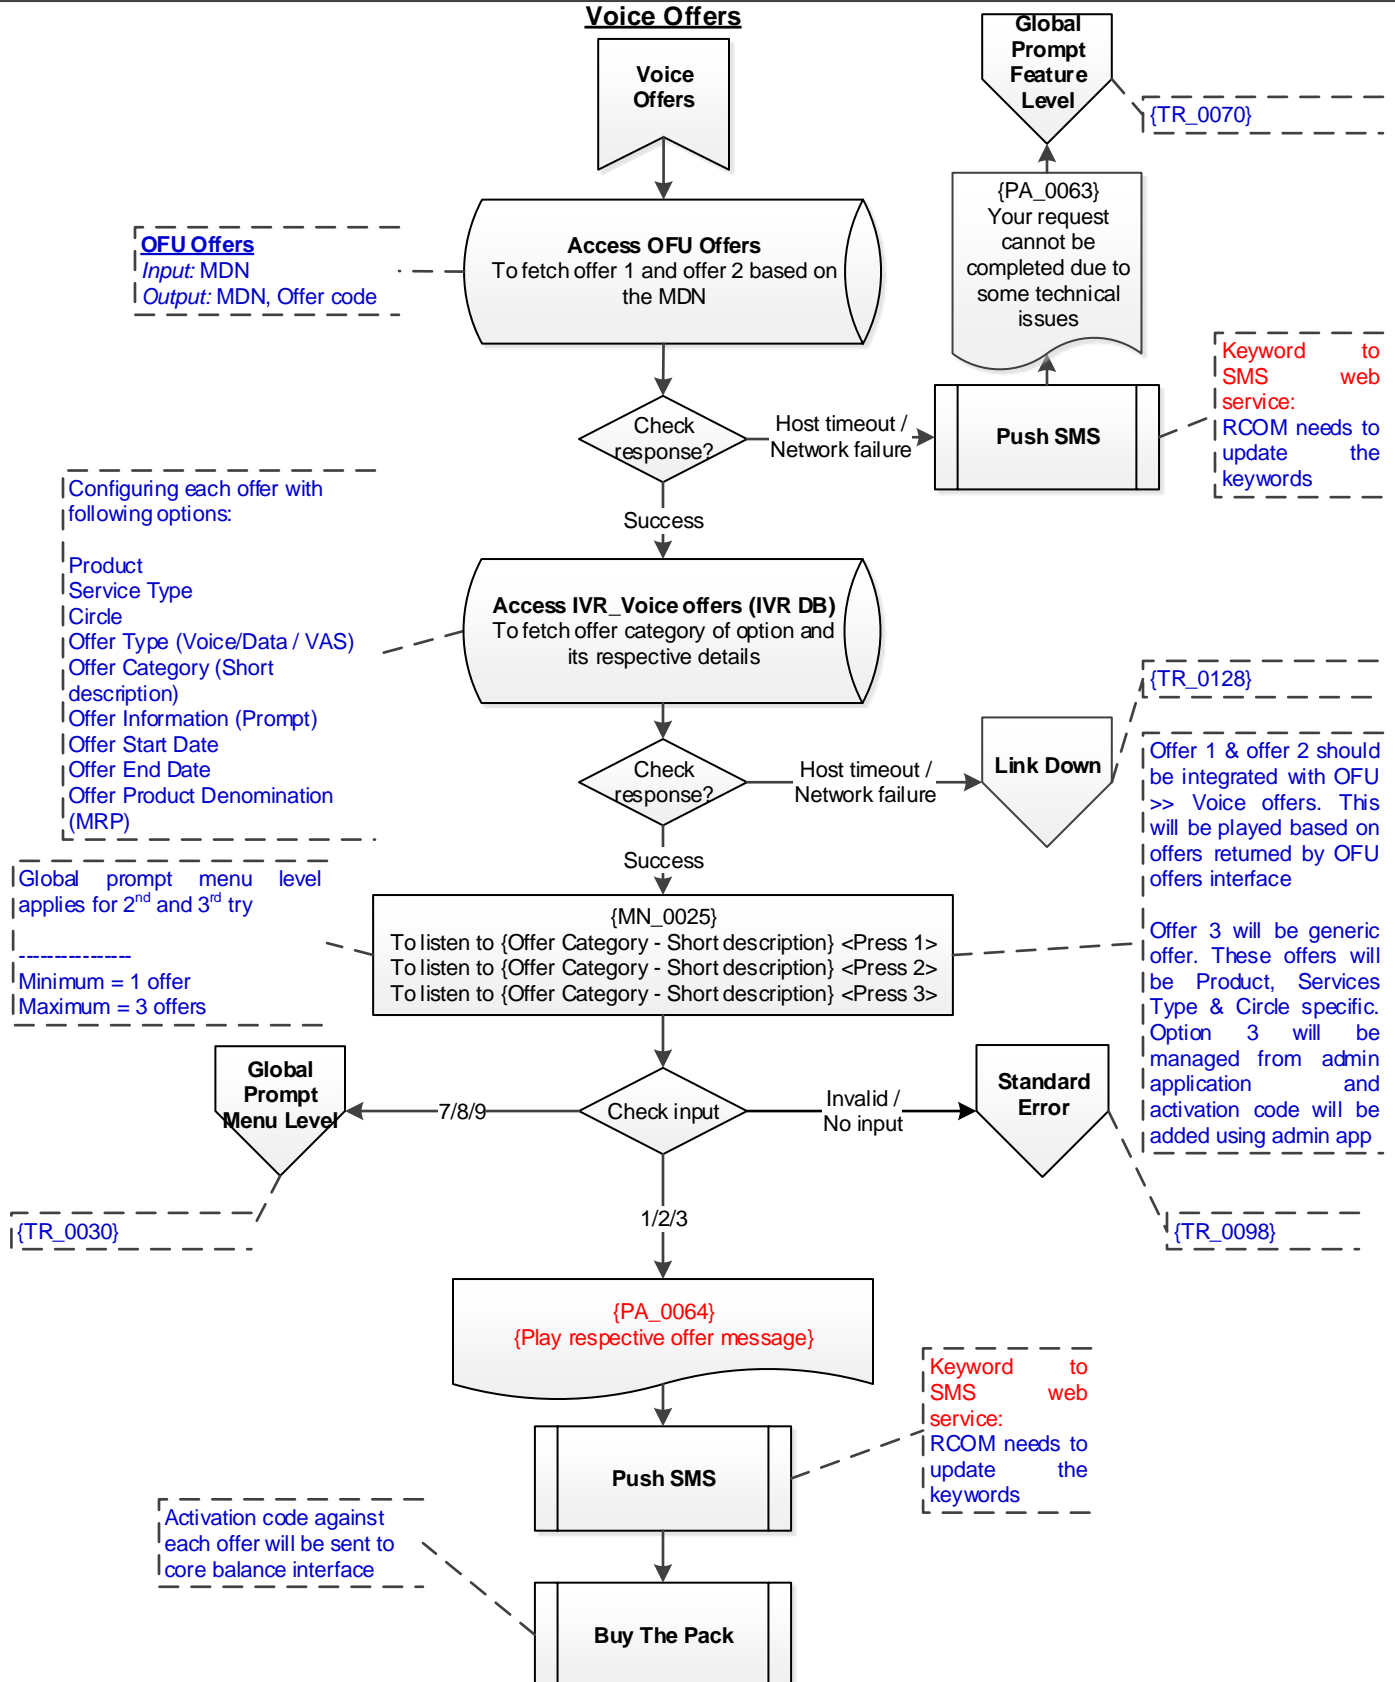 Voice Offers
Voice
Offers
Global
Prompt
Feature
Level
{TR_0070}
{PA_0063}
Your request
cannot be
completed due to
some technical
issues
OFU Offers
Input: MDN
Output: MDN, Offer code
Access OFU Offers
To fetch offer 1 and offer 2 based on
the MDN
Keyword to
SMS web
service:
RCOM needs to
update the
keywords
Check
response?
Host timeout /
Network failure
Push SMS
Success
Configuring each offer with
following options:
Product
Service Type
Circle
Offer Type (Voice/Data / VAS)
Offer Category (Short
description)
Offer Information (Prompt)
Offer Start Date
Offer End Date
Offer Product Denomination
(MRP)
Access IVR_Voice offers (IVR DB)
To fetch offer category of option and
its respective details
{TR_0128}
Check
response?
Host timeout /
Network failure
Link Down
Success
Offer 1 & offer 2 should
be integrated with OFU
>> Voice offers. This
will be played based on
offers returned by OFU
offers interface
Offer 3 will be generic
offer. These offers will
be Product, Services
Type & Circle specific.
Option 3 will be
managed from admin
application and
activation code will be
added using admin app
Global prompt menu level
applies for 2nd and 3rd try
----------------
Minimum = 1 offer
Maximum = 3 offers
{MN_0025}
To listen to {Offer Category - Short description} <Press 1>
To listen to {Offer Category - Short description} <Press 2>
To listen to {Offer Category - Short description} <Press 3>
Global
Prompt
Menu Level
7/8/9
Check input
Invalid /
No input
Standard
Error
{TR_0030}
1/2/3
{TR_0098}
{PA_0064}
{Play respective offer message}
Keyword to
SMS web
service:
RCOM needs to
update the
keywords
Push SMS
Activation code against
each offer will be sent to
core balance interface
Buy The Pack